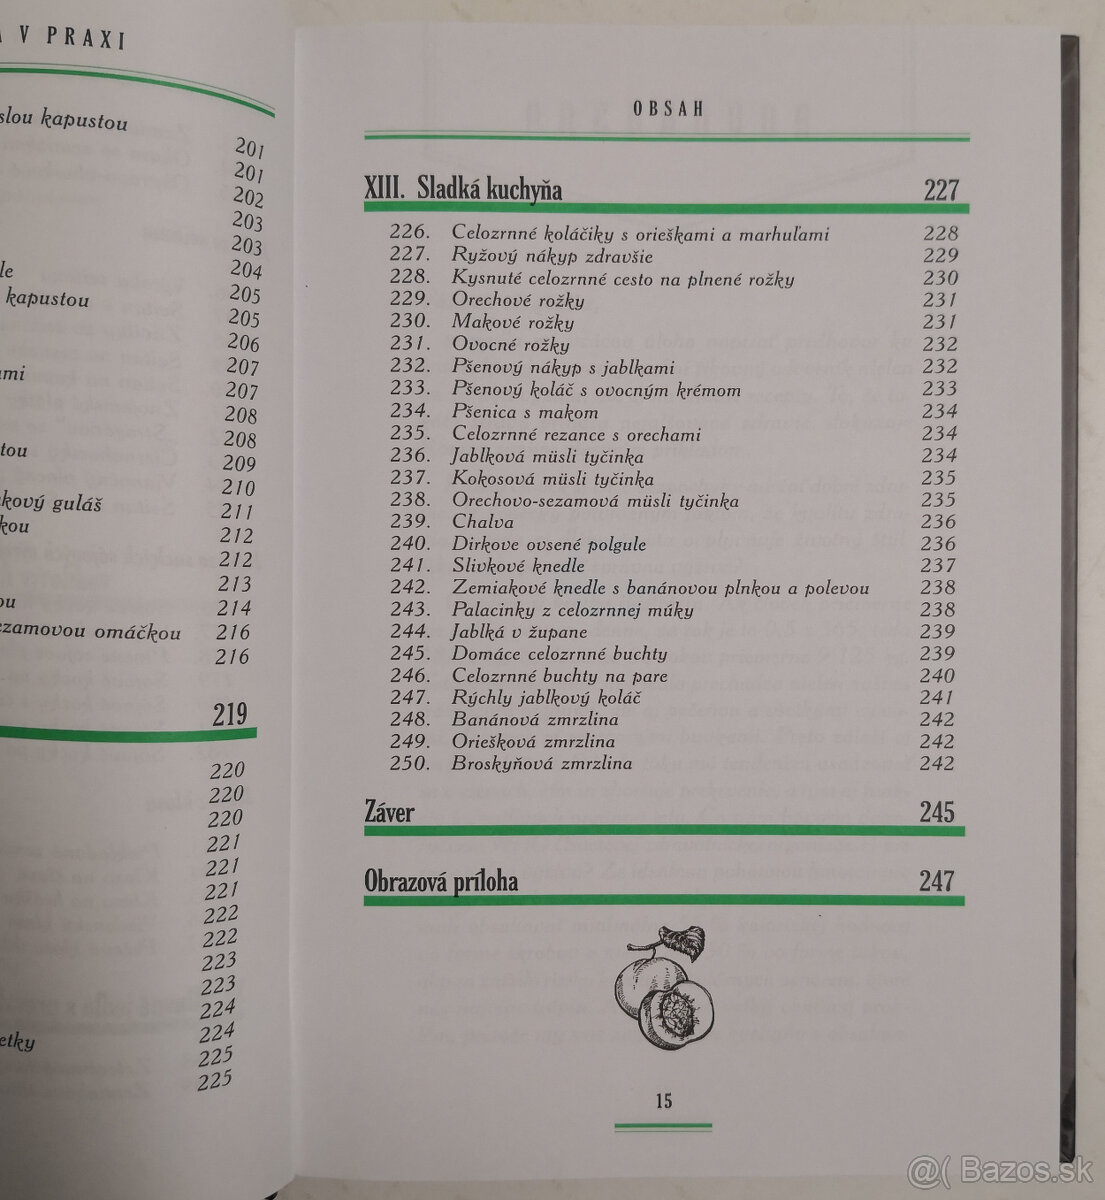 V PRAXI
slou kapustou
201
201
202
203
203
204
kapustou 205
205
206
207
207
208
208
209
210
kový guláš 211
212
212
213
214
ezamovou omáčkou 216
216
219
220
220
220
221
221
221
222
222
223
223
224
224
etky 225
225
OBSAH
XIII. Sladká kuchyňa 227
226. Celozrnné koláčiky s orieškami a marhuľami 228
227. Ryžový nákyp zdravšie 229
228. Kysnuté celozrnné cesto na plnené rožky 230
229. Orechové rožky 231
230. Makové rožky 231
231. Ovocné rožky 232
232. Pšenový nákyp s jablkami 232
233. Pšenový koláč s ovocným krémom 233
234. Pšenica s makom 234
235. Celozrnné rezance s orechami 234
236. Jablková müsli tyčinka 234
237. Kokosová müsli tyčinka 235
238. Orechovo-sezamová müsli tyčinka 235
239. Chalva 236
240. Dirkove ovsené polgule 236
241. Slivkové knedle 237
242. Zemiakové knedle s banánovou plnkou a polevou 238
243. Palacinky z celozrnnej múky 238
244. Jablká v župane 239
245. Domáce celozrnné buchty 239
246. Celozrnné buchty na pare 240
247. Rýchly jablkový koláč 241
248. Banánová zmrzlina 242
249. Oriešková zmrzlina 242
250. Broskyňová zmrzlina 242
Záver 245
Obrazová príloha 247
15
@( Bazos.sk